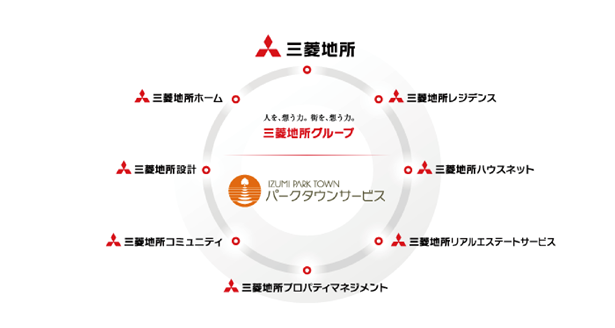 三菱地所
三菱地所ホーム
三菱地所レジデンス
人を、想う力。街を、想う力。
三菱地所グループ
三菱地所設計
三菱地所ハウスネット
IZUMI PARK TOWN
パークタウンサービス
三菱地所コミュニティ
三菱地所リアルエステートサービス
三菱地所プロパティマネジメント